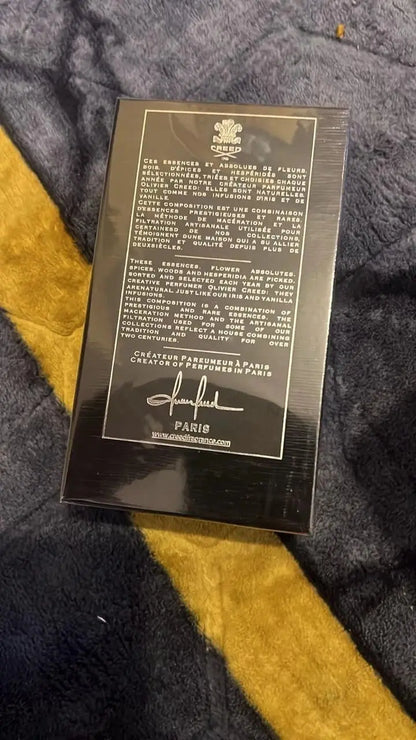 CREED
CES ESSENCES ET ABSOLUES DE FLEURS,
BOIS D'ÉPICES ET HESPÉRIDÉS SONT
SÉLECTIONNÉES, TRIÉES ET CHOISIES CHAQUE
ANNÉE PAR NOTRE CRÉATEUR PARFUMEUR
OLIVIER CREED: ELLES SONT NATURELLES,
TOUT COMME NOS INFUSIONS D'IRIS ET DE
VANILLE.
CETTE COMPOSITION EST UNE COMBINAISON
D'ESSENCES PRESTIGIEUSES ET RARES,
LA MÉTHODE DE MACÉRATION ET LA
FILTRATION ARTISANALE UTILISÉE POUR
CERTAINESD DE NOS COLLECTIONS,
TÉMOIGNENT DUNE MAISON QUI A SU ALLIER
TRADITION ET QUALITÉ DEPUIS PLUS DE
DEUXSIÈCLES.
THESE ESSENCES, FLOWER ABSOLUTES,
SPICES, WOODS AND HESPERIDIA ARE PICKED,
SORTED AND SELECTED EACH YEAR BY OUR
CREATIVE PERFUMER OLIVIER CREED: THEY
ARENATURAL, JUST LIKE OUR IRIS AND VANILLA
INFUSIONS.
THIS COMPOSITION IS A COMBINATION OF
PRESTIGIOUS AND RARE ESSENCES. THE
MACERATION METHOD AND THE ARTISANAL
FILTRATION USED FOR SOME OF OUR
COLLECTIONS REFLECT A HOUSE COMBINING
TRADITION AND QUALITY FOR OVER
TWO CENTURIES.
CRÉATEUR PAREUMEUR À PARIS
CREATOR OF PERFUMES IN PARIS
PARIS
www.creedfragrance.com